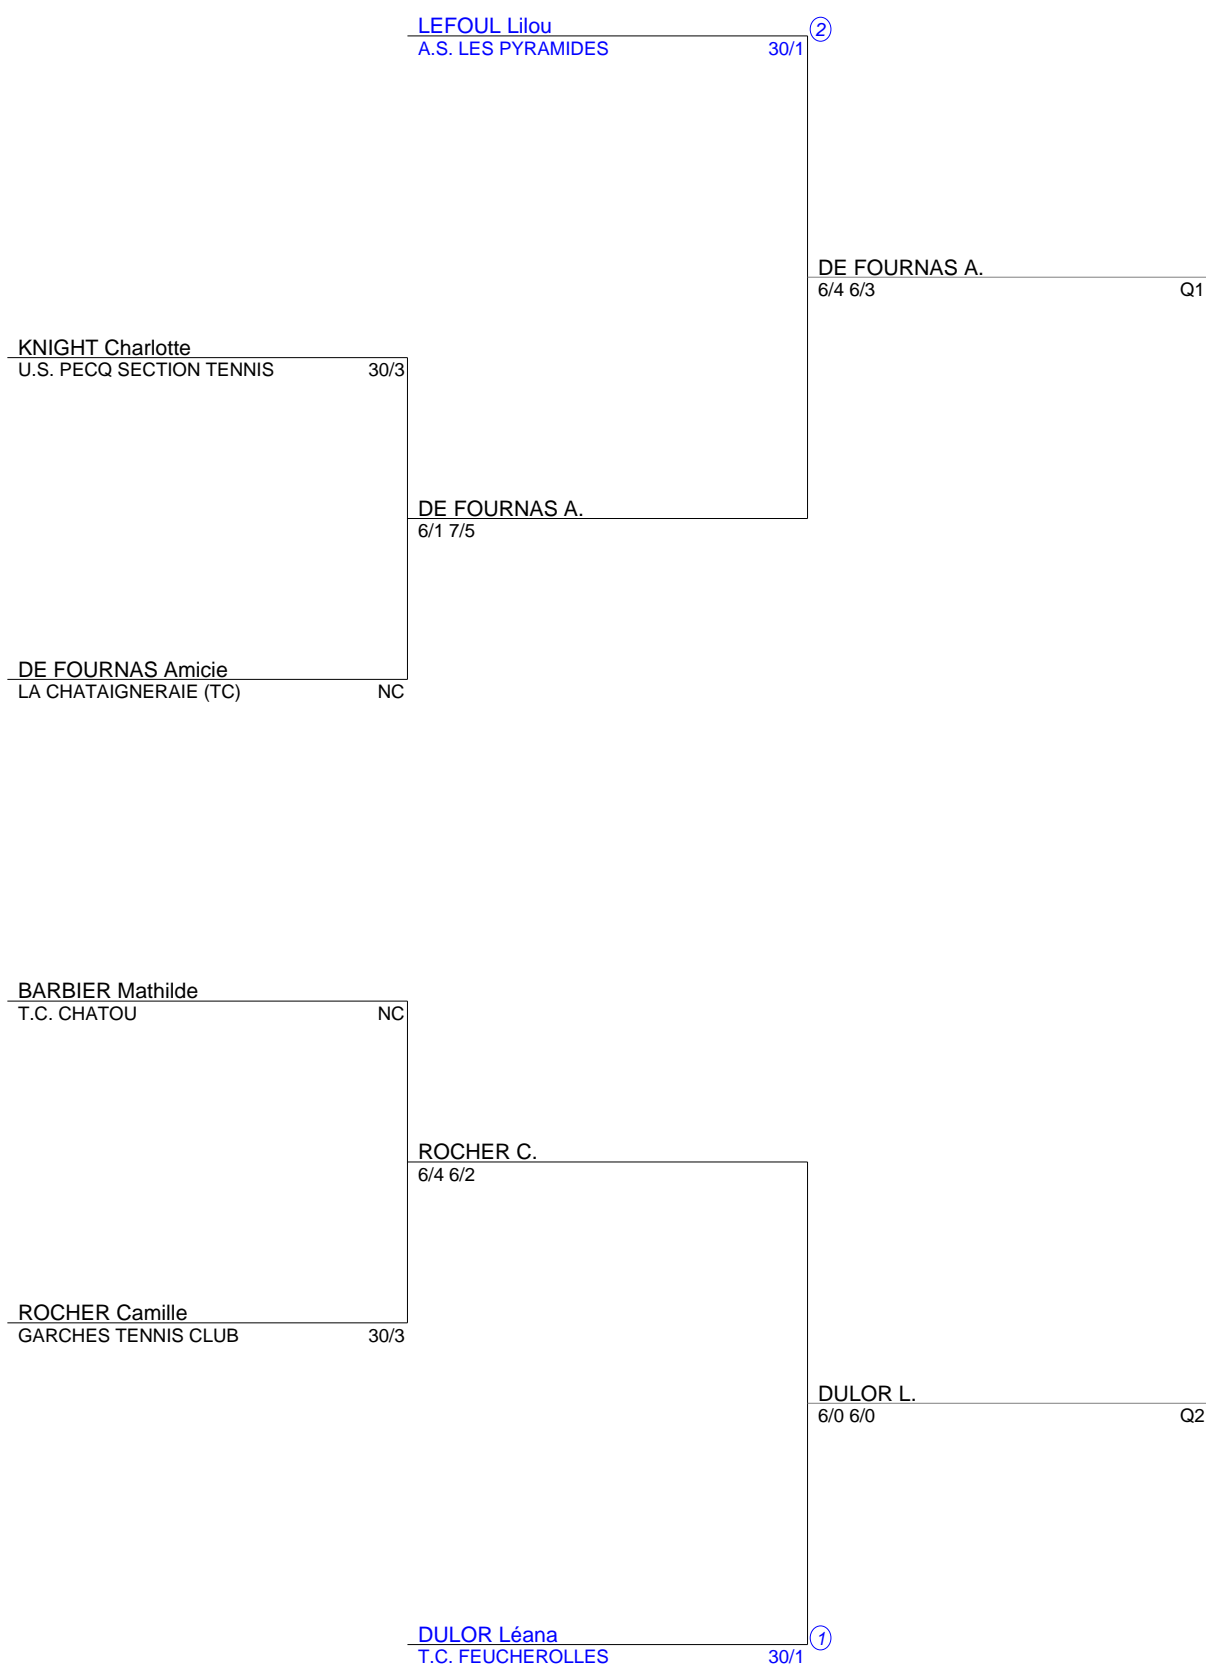 LEFOUL Lilou 2
A.S. LES PYRAMIDES 30/1
DE FOURNAS A.
6/4 6/3 Q1
KNIGHT Charlotte
U.S. PECQ SECTION TENNIS 30/3
DE FOURNAS A.
6/1 7/5
DE FOURNAS Amicie
LA CHATAIGNERAIE (TC) NC
BARBIER Mathilde
T.C. CHATOU NC
ROCHER C.
6/4 6/2
ROCHER Camille
GARCHES TENNIS CLUB 30/3
DULOR L.
6/0 6/0 Q2
DULOR Léana 1
T.C. FEUCHEROLLES 30/1